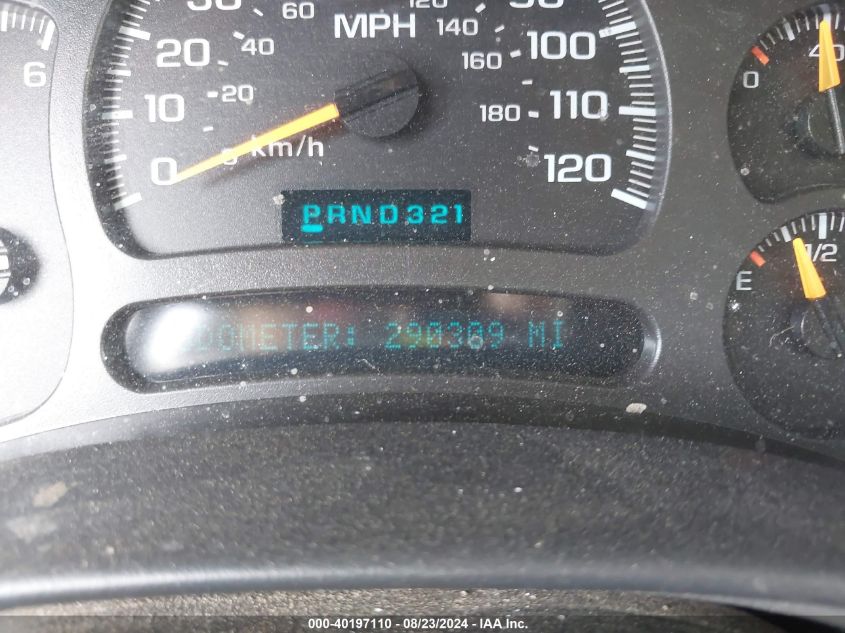 60 120
MPH 140
20 40 160 100
6
10 20 180 110
0 km/h 120
PRND321
ODOMETER: 290309 MI
0 40
E 1/2
000-40197110 - 08/23/2024 - IAA Inc.